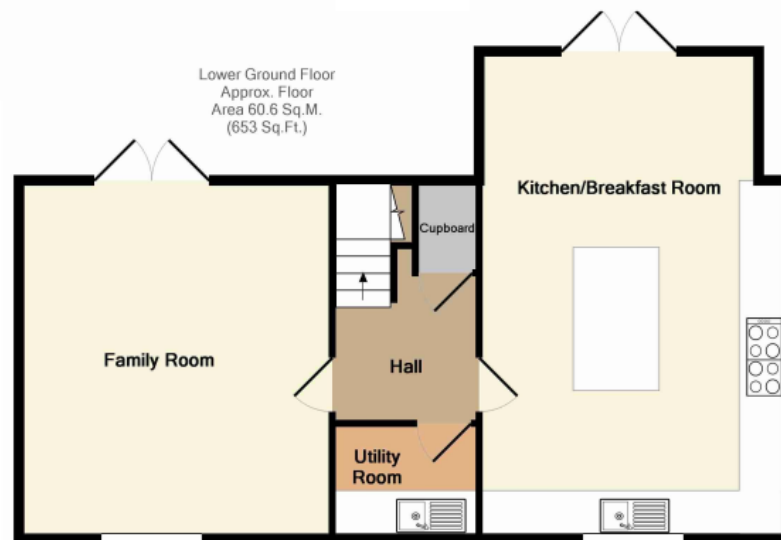 Lower Ground Floor
Approx. Floor
Area 60.6 Sq.M.
(653 Sq.Ft.)
Kitchen/Breakfast Room
Cupboard
Family Room
Hall
Utility
Room